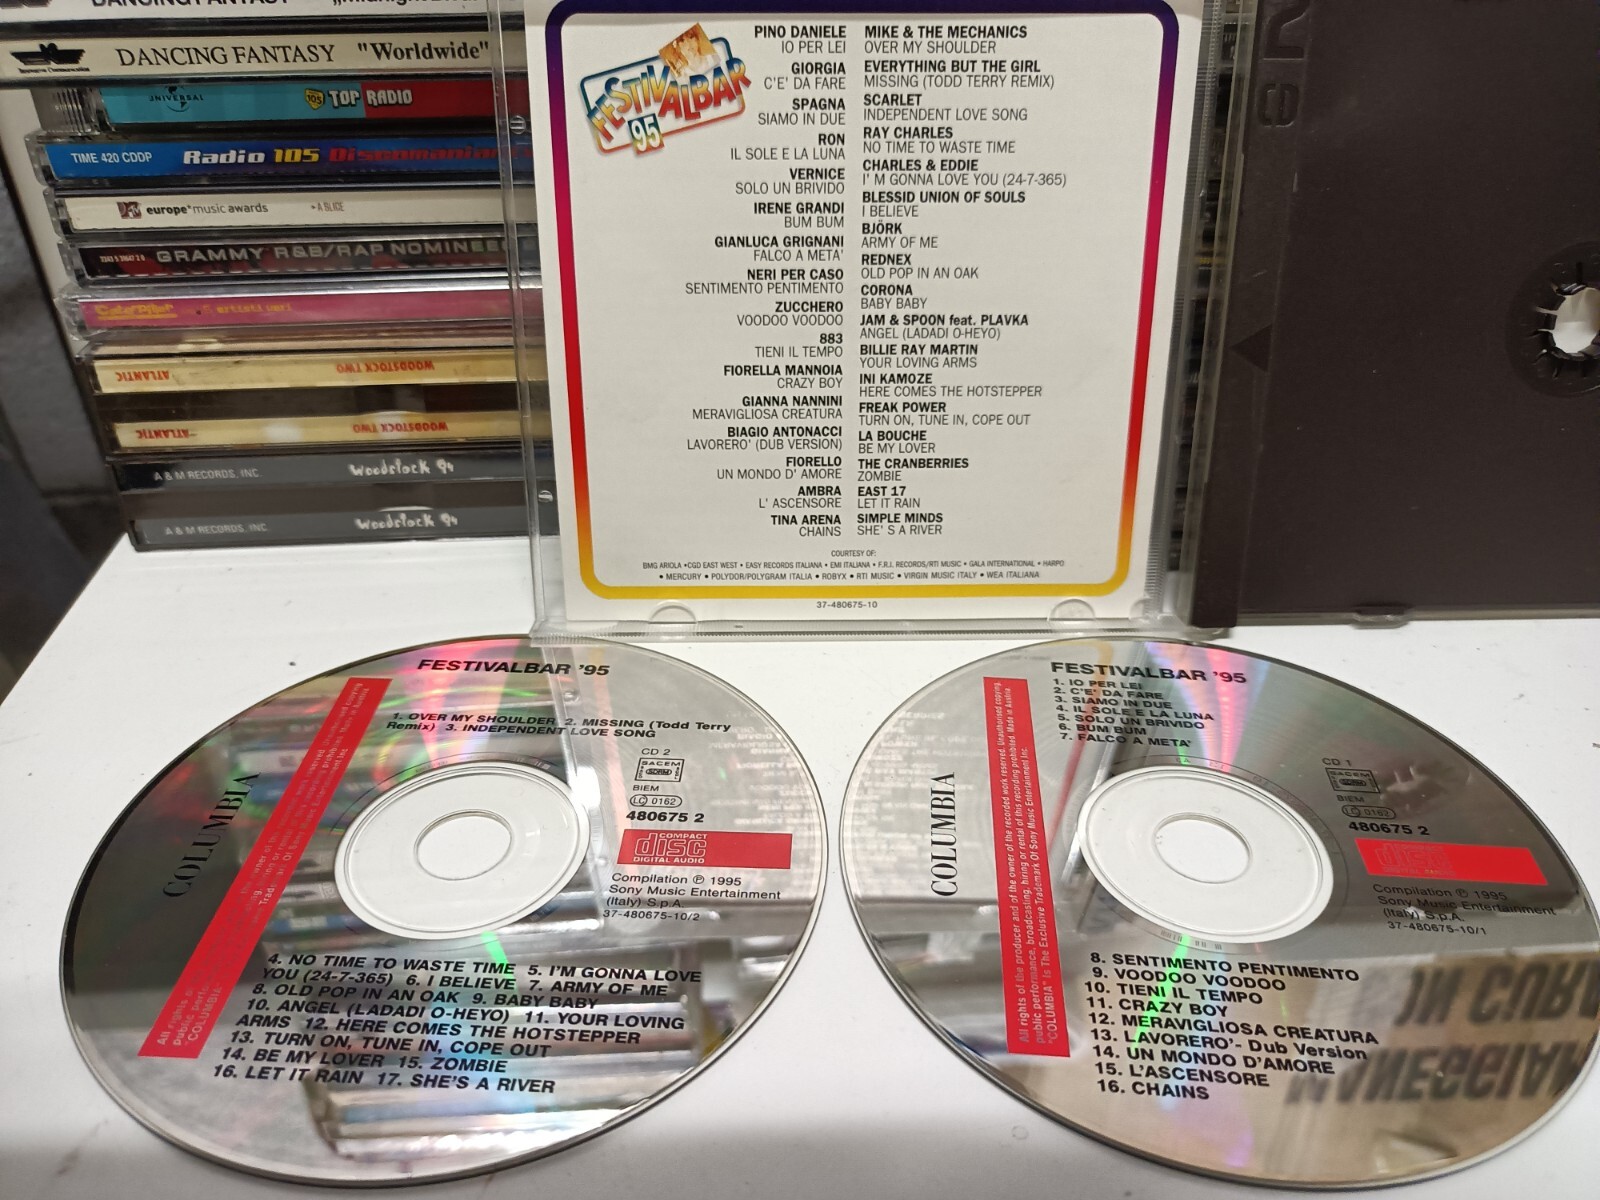 DANCING FANTASY
DANCING FANTASY "Worldwide"
UNIVERSAL 105 TOP RADIO
TIME 420 CDDP Radio 105 Discomania
europe music awards
GRAMMY R&B/RAP NOMINEES
artisti vari
ATLANTIC WOODSTOCK TWO
ATLANTIC WOODSTOCK TWO
A & M RECORDS, INC. Woodstock 94
A & M RECORDS, INC. Woodstock 94
FESTIVALBAR
95
PINO DANIELE
IO PER LEI
GIORGIA
C'E' DA FARE
SPAGNA
SIAMO IN DUE
RON
IL SOLE E LA LUNA
VERNICE
SOLO UN BRIVIDO
IRENE GRANDI
BUM BUM
GIANLUCA GRIGNANI
FALCO A META'
NERI PER CASO
SENTIMENTO PENTIMENTO
ZUCCHERO
VOODOO VOODOO
883
TIENI IL TEMPO
FIORELLA MANNOIA
CRAZY BOY
GIANNA NANNINI
MERAVIGLIOSA CREATURA
BIAGIO ANTONACCI
LAVORERO' (DUB VERSION)
FIORELLO
UN MONDO D' AMORE
AMBRA
L' ASCENSORE
TINA ARENA
CHAINS
MIKE & THE MECHANICS
OVER MY SHOULDER
EVERYTHING BUT THE GIRL
MISSING (TODD TERRY REMIX)
SCARLET
INDEPENDENT LOVE SONG
RAY CHARLES
NO TIME TO WASTE TIME
CHARLES & EDDIE
I' M GONNA LOVE YOU (24-7-365)
BLESSID UNION OF SOULS
I BELIEVE
BJÖRK
ARMY OF ME
REDNEX
OLD POP IN AN OAK
CORONA
BABY BABY
JAM & SPOON feat. PLAVKA
ANGEL (LADADI O-HEYO)
BILLIE RAY MARTIN
YOUR LOVING ARMS
INI KAMOZE
HERE COMES THE HOTSTEPPER
FREAK POWER
TURN ON, TUNE IN, COPE OUT
LA BOUCHE
BE MY LOVER
THE CRANBERRIES
ZOMBIE
EAST 17
LET IT RAIN
SIMPLE MINDS
SHE' S A RIVER
COURTESY OF:
BMG ARIOLA • CGD EAST WEST • EASY RECORDS ITALIANA • EMI ITALIANA • F.R.I. RECORDS/RTI MUSIC • GALA INTERNATIONAL • HARPO
• MERCURY • POLYDOR/POLYGRAM ITALIA • ROBYX • RTI MUSIC • VIRGIN MUSIC ITALY • WEA ITALIANA
37-480675-10
FESTIVALBAR '95
1. OVER MY SHOULDER 2. MISSING (Todd Terry
Remix) 3. INDEPENDENT LOVE SONG
CD 2
SACEM
BIEM
LC 0162
480675 2
COMPACT
disc
DIGITAL AUDIO
Compilation ℗ 1995
Sony Music Entertainment
(Italy) S.p.A.
37-480675-10/2
COLUMBIA
4. NO TIME TO WASTE TIME 5. I'M GONNA LOVE
YOU (24-7-365) 6. I BELIEVE 7. ARMY OF ME
8. OLD POP IN AN OAK 9. BABY BABY
10. ANGEL (LADADI O-HEYO) 11. YOUR LOVING
ARMS 12. HERE COMES THE HOTSTEPPER
13. TURN ON, TUNE IN, COPE OUT
14. BE MY LOVER 15. ZOMBIE
16. LET IT RAIN 17. SHE'S A RIVER
FESTIVALBAR '95
1. IO PER LEI
2. C'E' DA FARE
3. SIAMO IN DUE
4. IL SOLE E LA LUNA
5. SOLO UN BRIVIDO
6. BUM BUM
7. FALCO A META'
CD 1
SACEM
BIEM
LC 0162
480675 2
disc
DIGITAL AUDIO
Compilation ℗ 1995
Sony Music Entertainment
(Italy) S.p.A.
37-480675-10/1
COLUMBIA
All rights of the producer and of the owner of the recorded work reserved. Unauthorised copying,
public performance, broadcasting, hiring or rental of this recording prohibited. Made in Austria.
"COLUMBIA" Is The Exclusive Trademark Of Sony Music Entertainment Inc.
8. SENTIMENTO PENTIMENTO
9. VOODOO VOODOO
10. TIENI IL TEMPO
11. CRAZY BOY
12. MERAVIGLIOSA CREATURA
13. LAVORERO'- Dub Version
14. UN MONDO D'AMORE
15. L'ASCENSORE
16. CHAINS